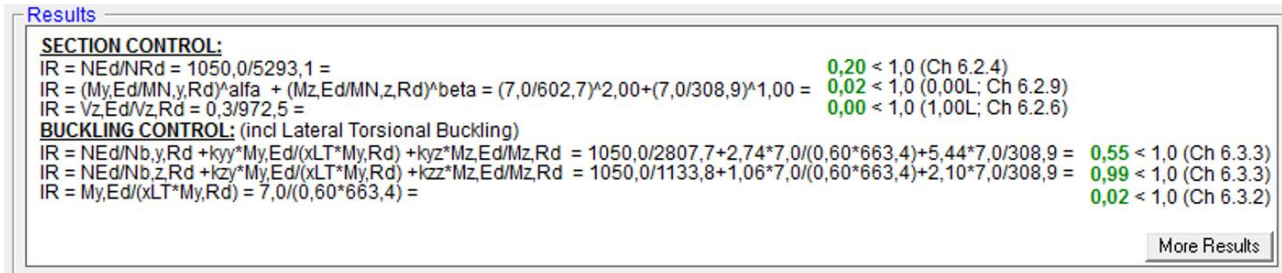 Results
SECTION CONTROL:
IR = NEd/NRd = 1050,0/5293,1 = 0,20 < 1,0 (Ch 6.2.4)
IR = (My,Ed/MN,y,Rd)^alfa + (Mz,Ed/MN,z,Rd)^beta = (7,0/602,7)^2,00+(7,0/308,9)^1,00 = 0,02 < 1,0 (0,00L; Ch 6.2.9)
IR = Vz,Ed/Vz,Rd = 0,3/972,5 = 0,00 < 1,0 (1,00L; Ch 6.2.6)
BUCKLING CONTROL: (incl Lateral Torsional Buckling)
IR = NEd/Nb,y,Rd +kyy*My,Ed/(xLT*My,Rd) +kyz*Mz,Ed/Mz,Rd = 1050,0/2807,7+2,74*7,0/(0,60*663,4)+5,44*7,0/308,9 = 0,55 < 1,0 (Ch 6.3.3)
IR = NEd/Nb,z,Rd +kzy*My,Ed/(xLT*My,Rd) +kzz*Mz,Ed/Mz,Rd = 1050,0/1133,8+1,06*7,0/(0,60*663,4)+2,10*7,0/308,9 = 0,99 < 1,0 (Ch 6.3.3)
IR = My,Ed/(xLT*My,Rd) = 7,0/(0,60*663,4) = 0,02 < 1,0 (Ch 6.3.2)
More Results